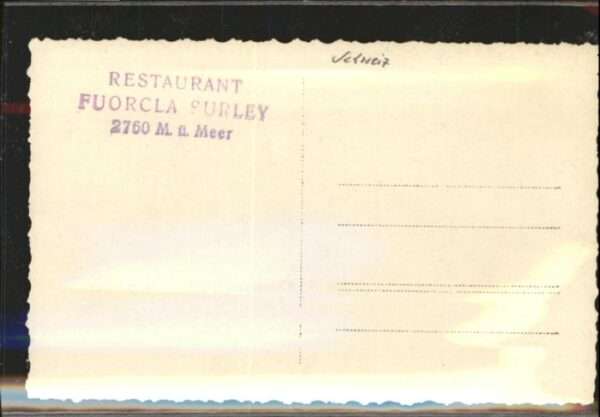 RESTAURANT
FUORCLA SURLEY
2760 M. ü. Meer
Schweiz